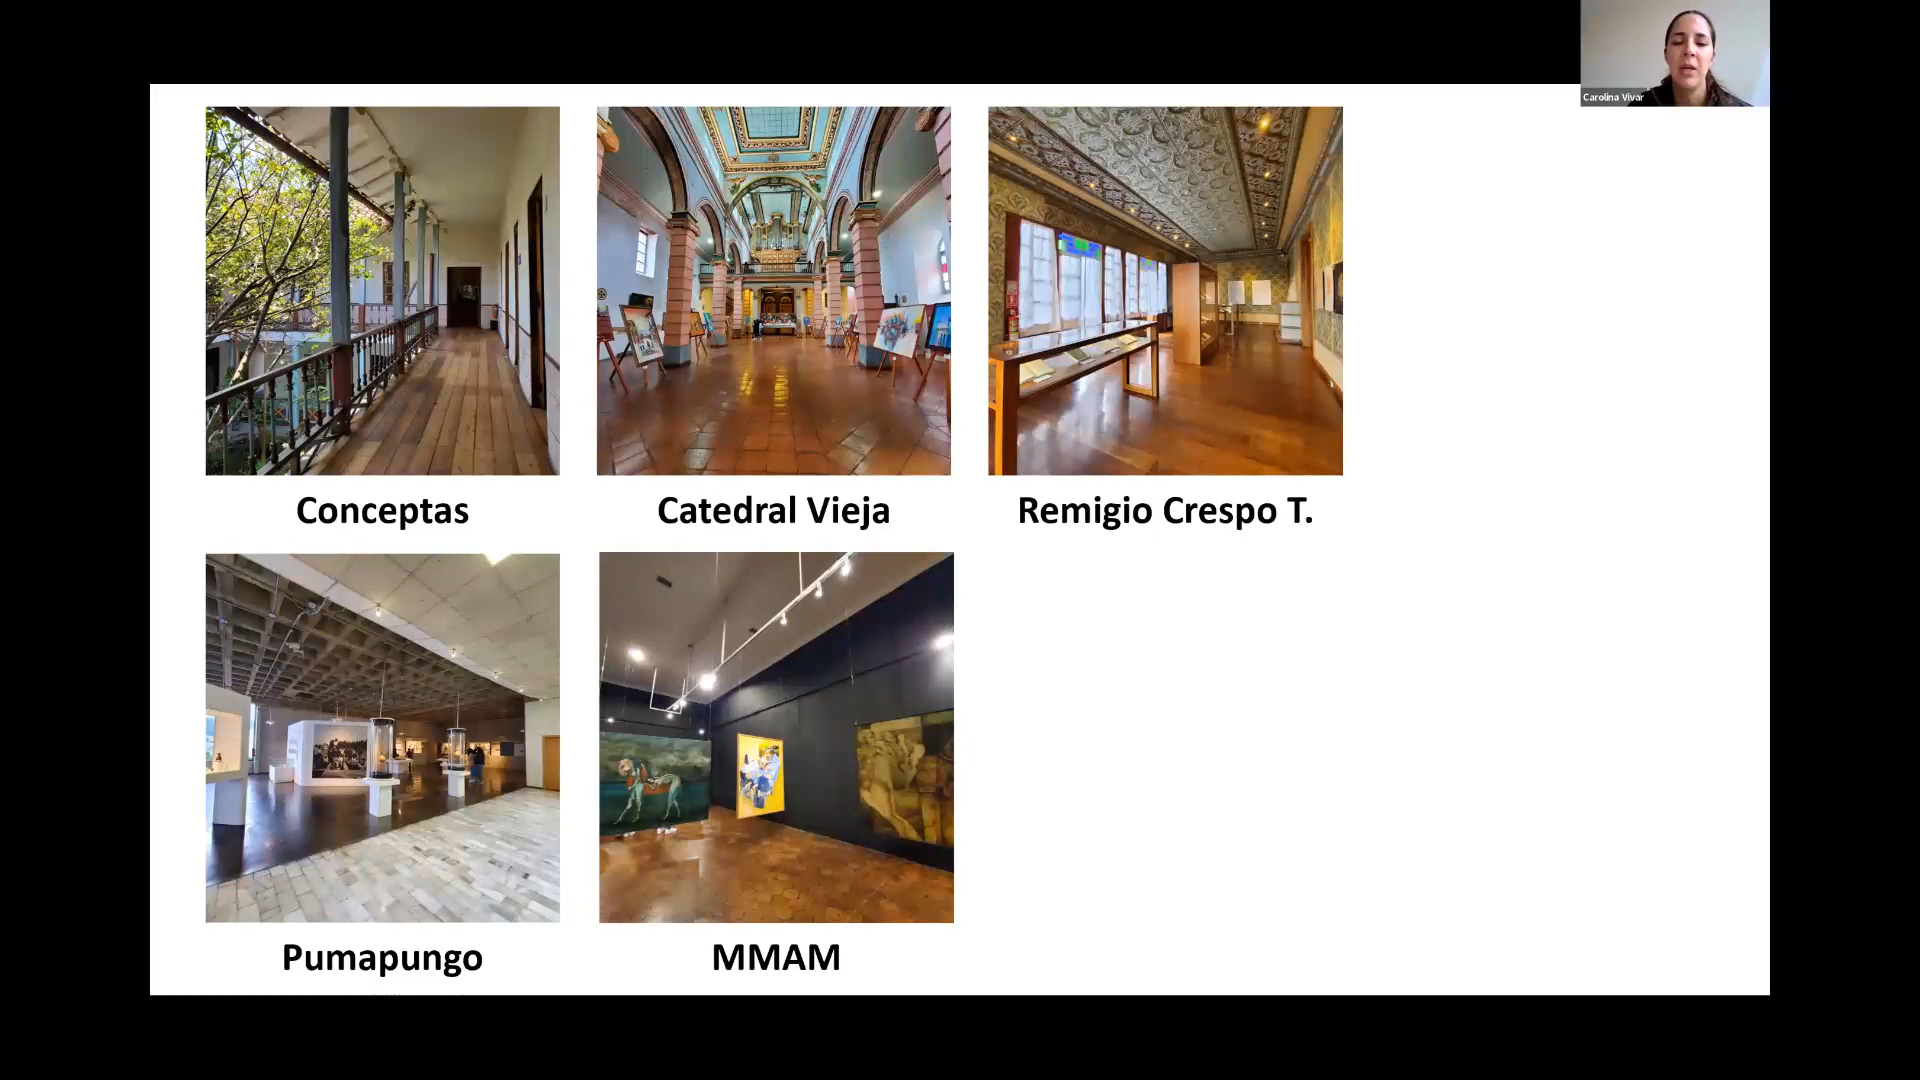 Carolina Vivar
Conceptas
Catedral Vieja
Remigio Crespo T.
Pumapungo
MMAM